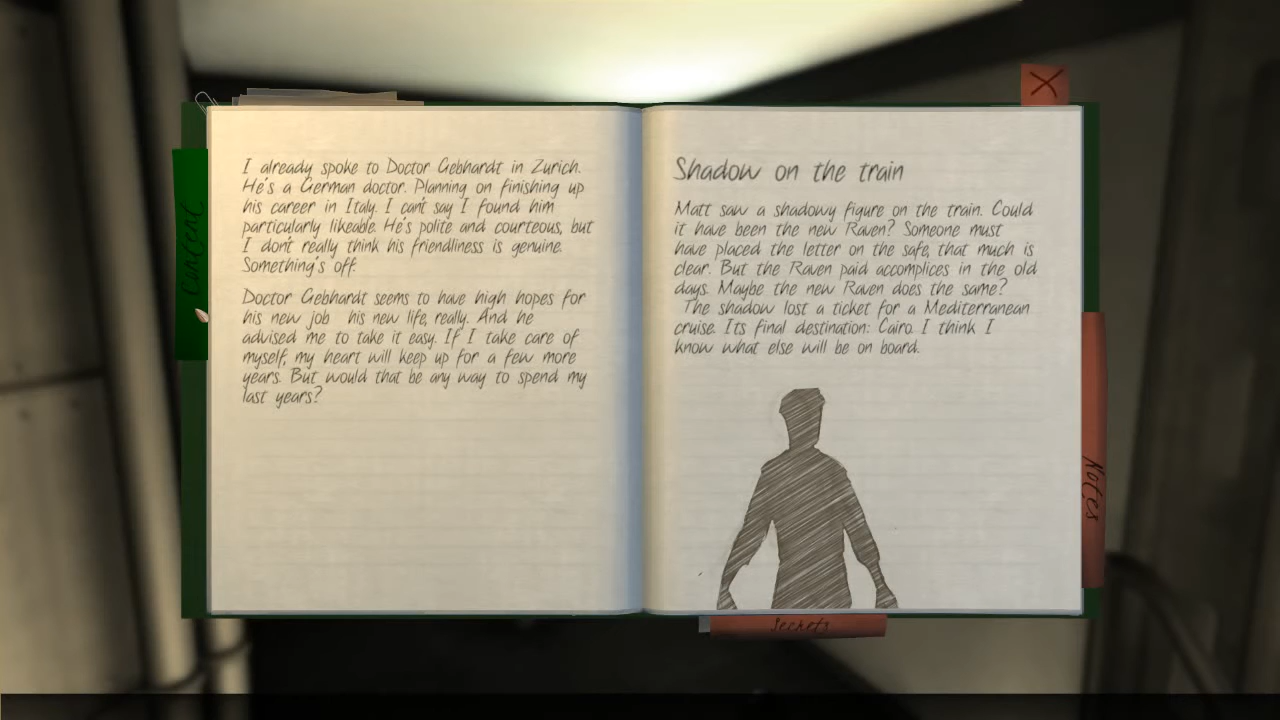 I already spoke to Doctor Gebhardt in Zurich.
He's a German doctor. Planning on finishing up
his career in Italy. I can't say I found him
particularly likeable. He's polite and courteous, but
I don't really think his friendliness is genuine.
Something's off.
Doctor Gebhardt seems to have high hopes for
his new job his new life, really. And he
advised me to take it easy. If I take care of
myself, my heart will keep up for a few more
years. But would that be any way to spend my
last years?
Shadow on the train
Matt saw a shadowy figure on the train. Could
it have been the new Raven? Someone must
have placed the letter on the safe, that much is
clear. But the Raven paid accomplices in the old
days. Maybe the new Raven does the same?
The shadow lost a ticket for a Mediterranean
cruise. Its final destination: Cairo. I think I
know what else will be on board.
Notes
Secrets
X